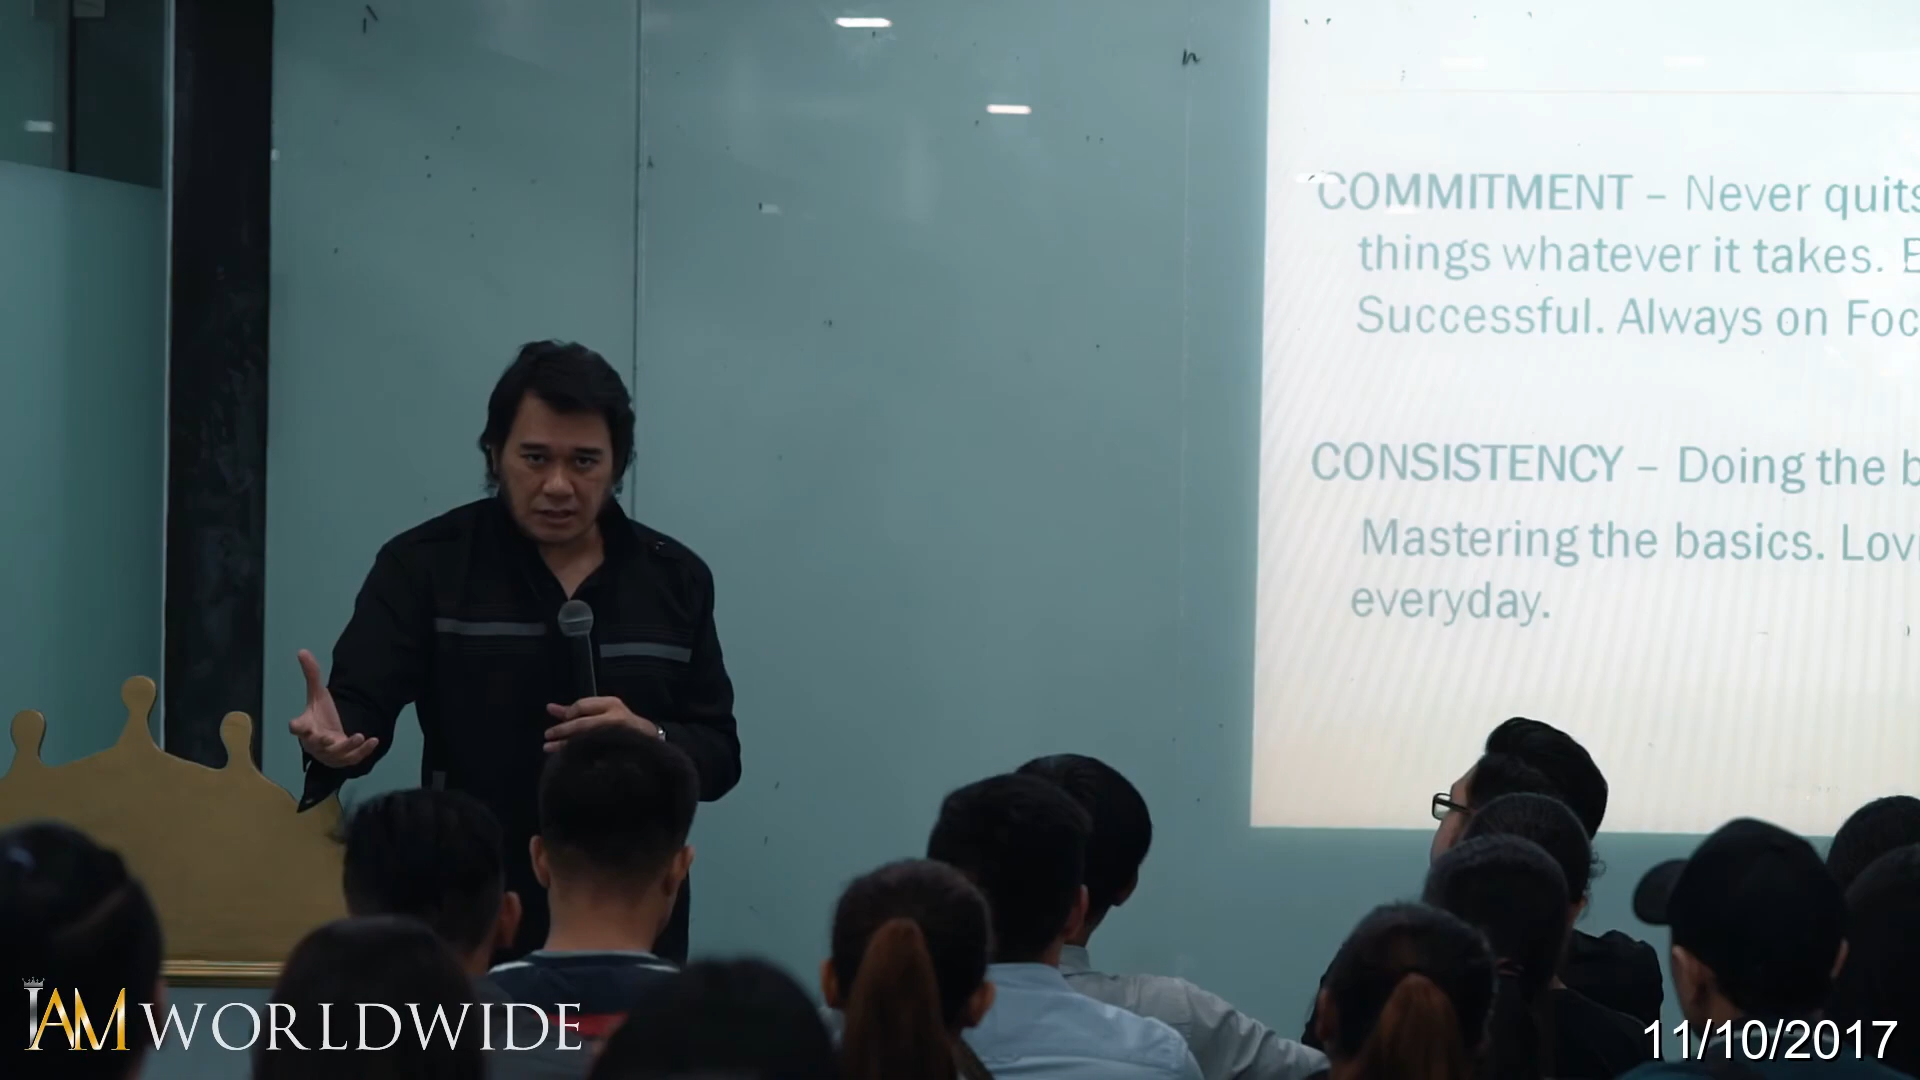 COMMITMENT – Never quits
things whatever it takes.
Successful. Always on
CONSISTENCY – Doing the
Mastering the basics.
everyday.
IAM WORLDWIDE
11/10/2017